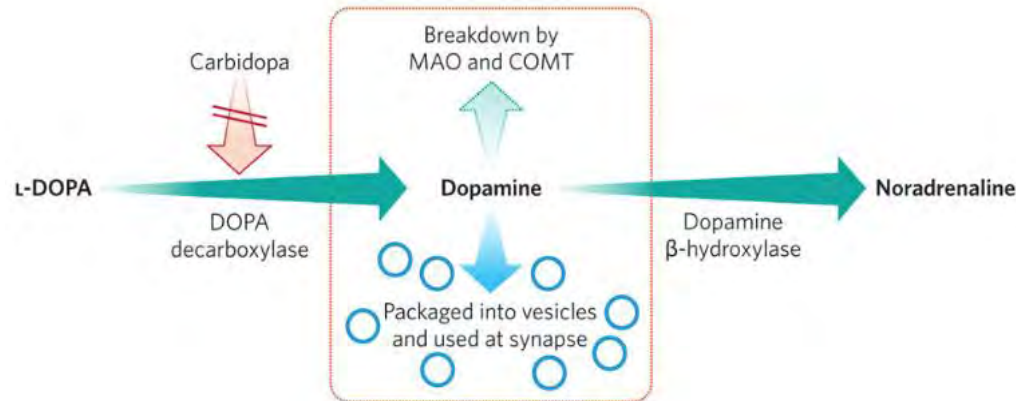 Breakdown by
MAO and COMT
Carbidopa
L-DOPA
DOPA
decarboxylase
Dopamine
Dopamine
β-hydroxylase
Noradrenaline
Packaged into vesicles
and used at synapse